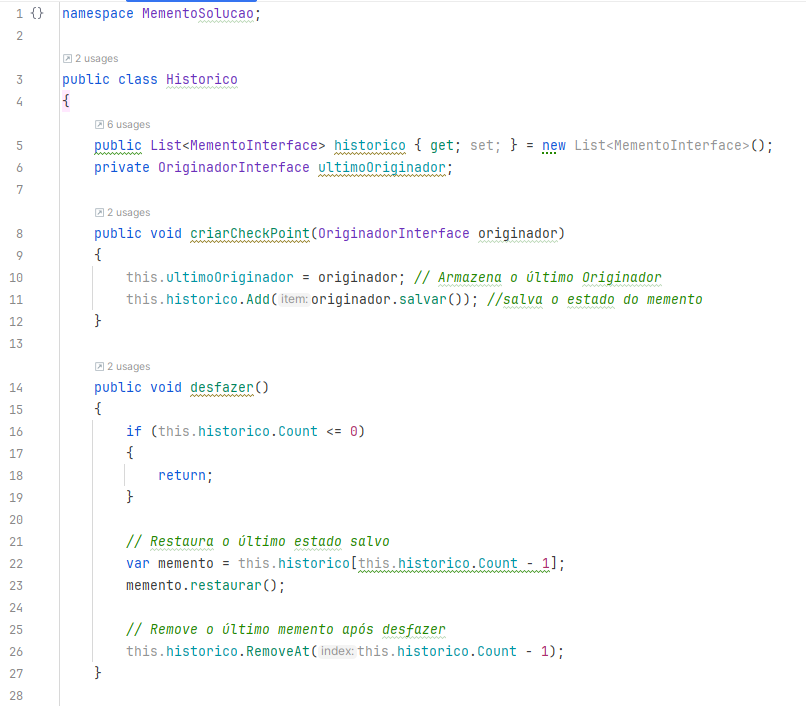 1 {} namespace MementoSolucao;
2
2 usages
3 public class Historico
4 {
6 usages
5 public List<MementoInterface> historico { get; set; } = new List<MementoInterface>();
6 private OriginadorInterface ultimoOriginador;
7
2 usages
8 public void criarCheckPoint(OriginadorInterface originador)
9 {
10 this.ultimoOriginador = originador; // Armazena o último Originador
11 this.historico.Add(item: originador.salvar()); //salva o estado do memento
12 }
13
2 usages
14 public void desfazer()
15 {
16 if (this.historico.Count <= 0)
17 {
18 return;
19 }
20
21 // Restaura o último estado salvo
22 var memento = this.historico[this.historico.Count - 1];
23 memento.restaurar();
24
25 // Remove o último memento após desfazer
26 this.historico.RemoveAt(index: this.historico.Count - 1);
27 }
28